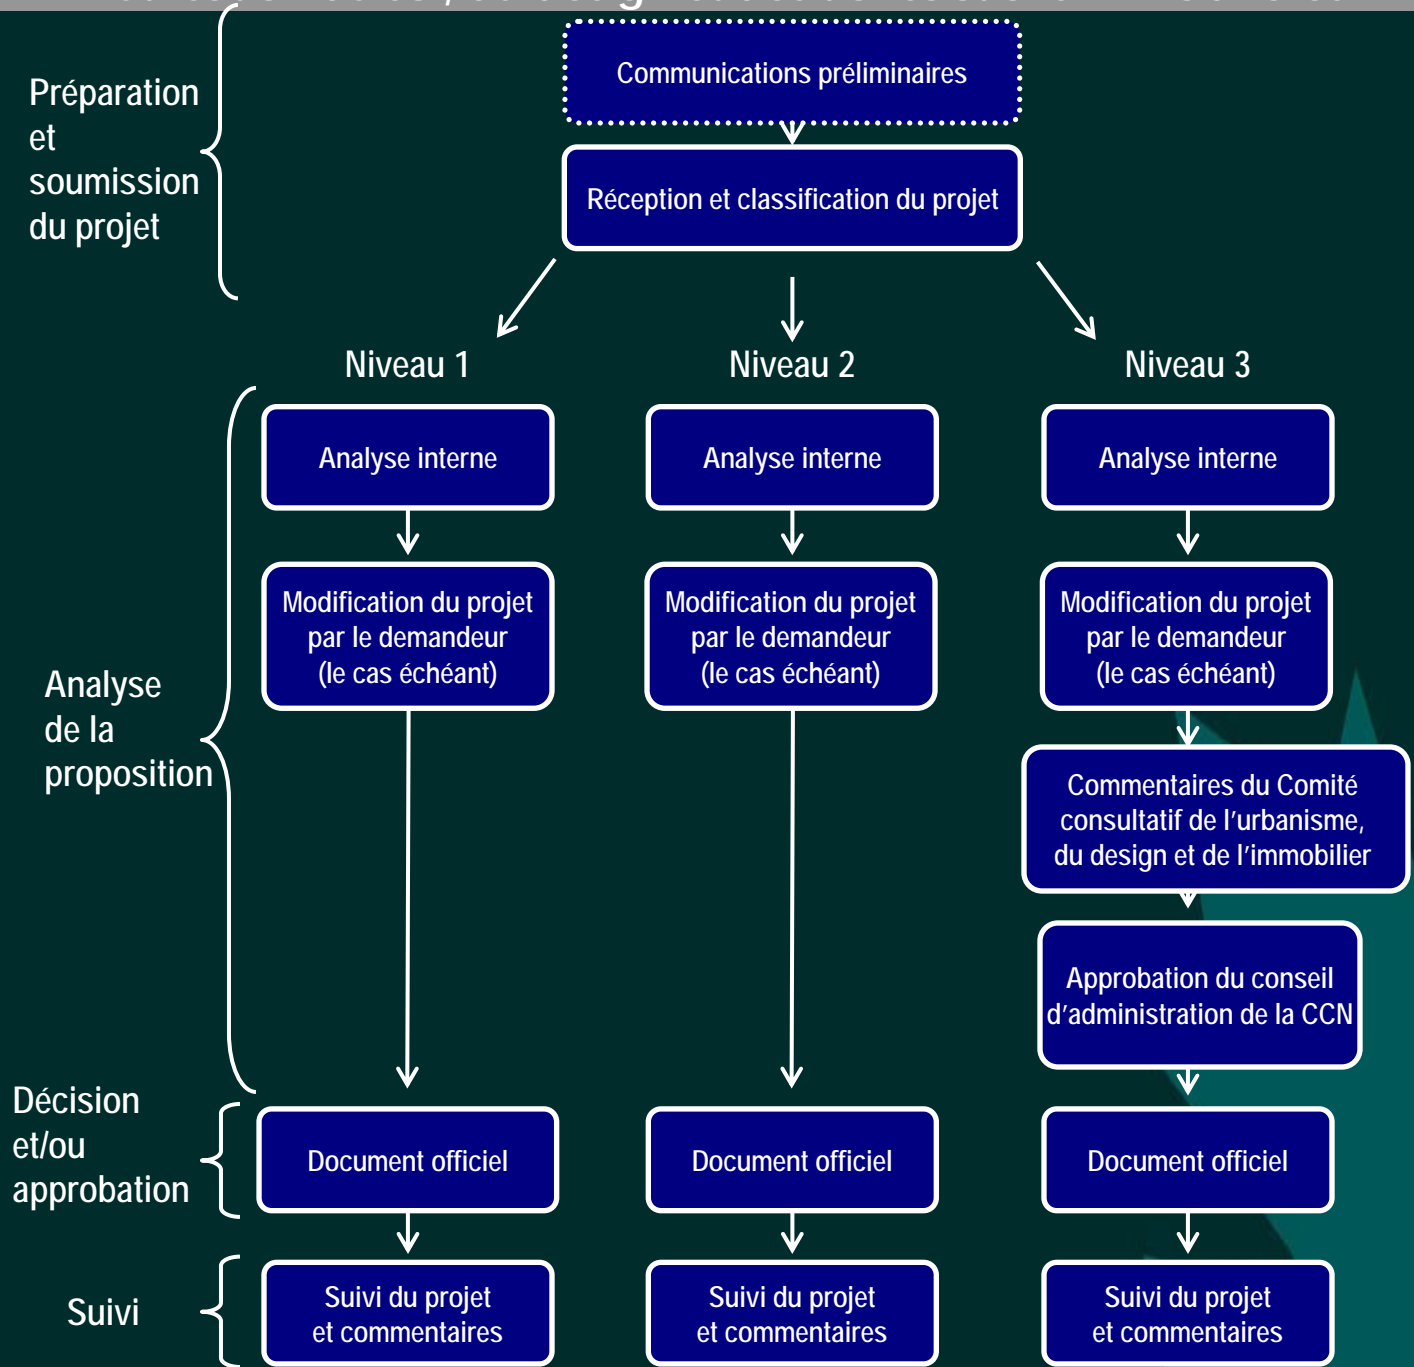 Communications préliminaires
Préparation
et
soumission
du projet
Réception et classification du projet
Niveau 1
Niveau 2
Niveau 3
Analyse interne
Analyse interne
Analyse interne
Modification du projet
par le demandeur
(le cas échéant)
Modification du projet
par le demandeur
(le cas échéant)
Modification du projet
par le demandeur
(le cas échéant)
Analyse
de la
proposition
Commentaires du Comité
consultatif de l’urbanisme,
du design et de l’immobilier
Approbation du conseil
d’administration de la CCN
Décision
et/ou
approbation
Document officiel
Document officiel
Document officiel
Suivi
Suivi du projet
et commentaires
Suivi du projet
et commentaires
Suivi du projet
et commentaires